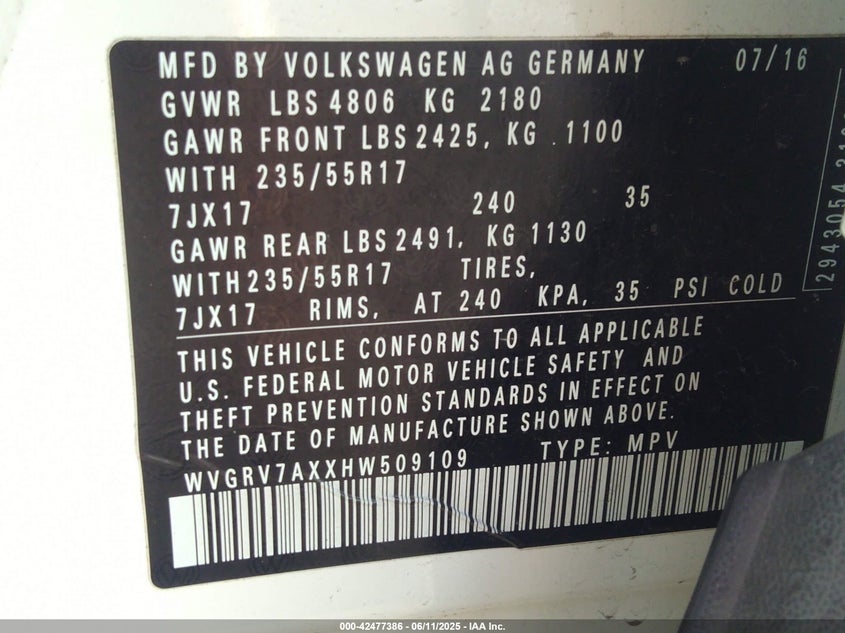 MFD BY VOLKSWAGEN AG GERMANY 07/16
GVWR LBS 4806 KG 2180
GAWR FRONT LBS 2425, KG 1100
WITH 235/55R17
7JX17 240 35
GAWR REAR LBS 2491, KG 1130
WITH 235/55R17 TIRES,
7JX17 RIMS, AT 240 KPA, 35 PSI COLD
THIS VEHICLE CONFORMS TO ALL APPLICABLE
U.S. FEDERAL MOTOR VEHICLE SAFETY AND
THEFT PREVENTION STANDARDS IN EFFECT ON
THE DATE OF MANUFACTURE SHOWN ABOVE.
WVGRV7AXXHW509109 TYPE: MPV
2943054
000-42477386 - 06/11/2025 - IAA Inc.